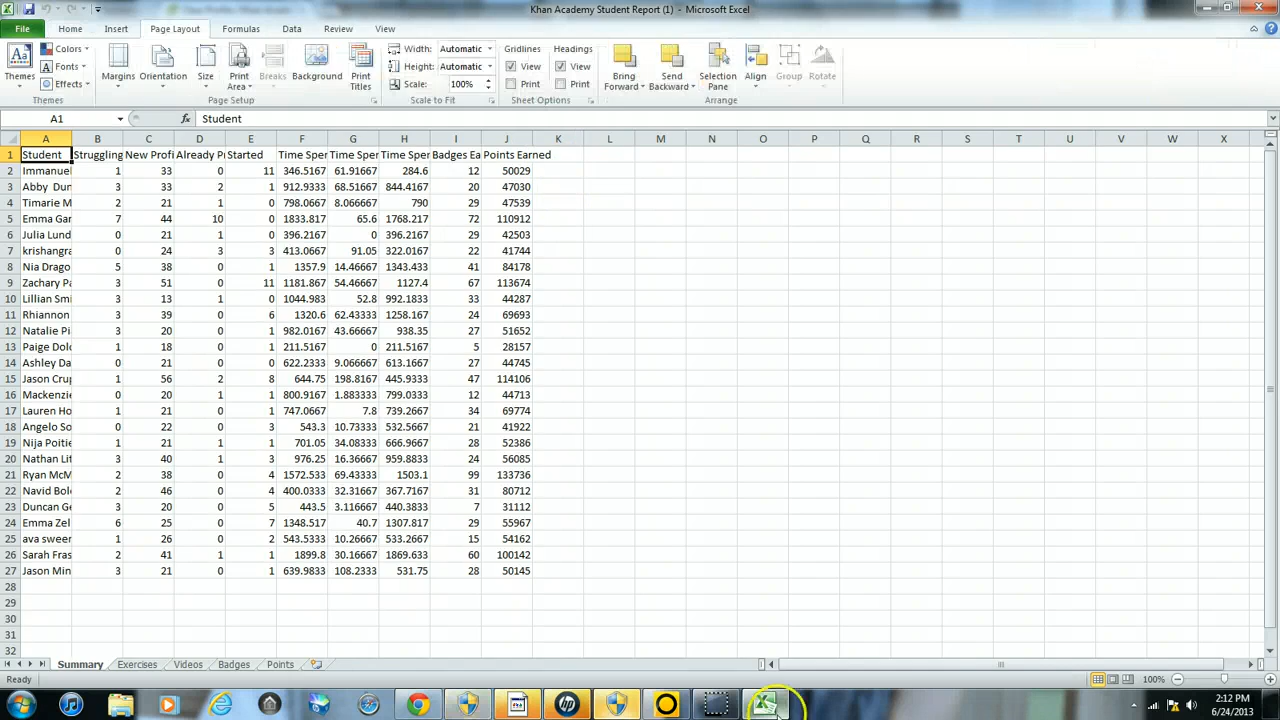 Khan Academy Student Report (1) - Microsoft Excel
File Home Insert Page Layout Formulas Data Review View
Colors Width: Automatic Gridlines Headings
Fonts Height: Automatic View View
Effects Scale: 100% Print Print
Themes Margins Orientation Size Print Area Breaks Background Print Titles Bring Forward Send Backward Selection Pane Align Group Rotate
Themes Page Setup Scale to Fit Sheet Options Arrange
A1 fx Student
A B C D E F G H I J K L M N O P Q R S T U V W X
1 Student Struggling New Profi Already Pr Started Time Sper Time Sper Time Sper Badges Ea Points Earned
2 Immanuel 1 33 0 11 346.5167 61.91667 284.6 12 50029
3 Abby Dun 3 33 2 1 912.9333 68.51667 844.4167 20 47030
4 Timarie M 2 21 1 0 798.0667 8.066667 790 29 47539
5 Emma Gar 7 44 10 0 1833.817 65.6 1768.217 72 110912
6 Julia Lund 0 21 1 0 396.2167 0 396.2167 29 42503
7 krishangra 0 24 3 3 413.0667 91.05 322.0167 22 41744
8 Nia Drago 5 38 0 1 1357.9 14.46667 1343.433 41 84178
9 Zachary Pa 3 51 0 11 1181.867 54.46667 1127.4 67 113674
10 Lillian Smi 3 13 1 0 1044.983 52.8 992.1833 33 44287
11 Rhiannon 3 39 0 6 1320.6 62.43333 1258.167 24 69693
12 Natalie Pi 3 20 0 1 982.0167 43.66667 938.35 27 51652
13 Paige Dolo 1 18 0 1 211.5167 0 211.5167 5 28157
14 Ashley Da 0 21 0 0 622.2333 9.066667 613.1667 27 44745
15 Jason Crup 1 56 2 8 644.75 198.8167 445.9333 47 114106
16 Mackenzie 0 20 1 1 800.9167 1.883333 799.0333 12 44713
17 Lauren Ho 1 21 0 1 747.0667 7.8 739.2667 34 69774
18 Angelo So 0 22 0 3 543.3 10.73333 532.5667 21 41922
19 Nija Poitie 1 21 1 1 701.05 34.08333 666.9667 28 52386
20 Nathan Lit 3 40 1 3 976.25 16.36667 959.8833 24 56085
21 Ryan McM 2 38 0 4 1572.533 69.43333 1503.1 99 133736
22 Navid Bolo 2 46 0 4 400.0333 32.31667 367.7167 31 80712
23 Duncan Ge 3 20 0 5 443.5 3.116667 440.3833 7 31112
24 Emma Zel 6 25 0 7 1348.517 40.7 1307.817 29 55967
25 ava sween 1 26 0 2 543.5333 10.26667 533.2667 15 54162
26 Sarah Fras 2 41 1 1 1899.8 30.16667 1869.633 60 100142
27 Jason Min 3 21 0 1 639.9833 108.2333 531.75 28 50145
28
29
30
31
32
Summary Exercises Videos Badges Points
Ready 100%
2:12 PM
6/24/2013